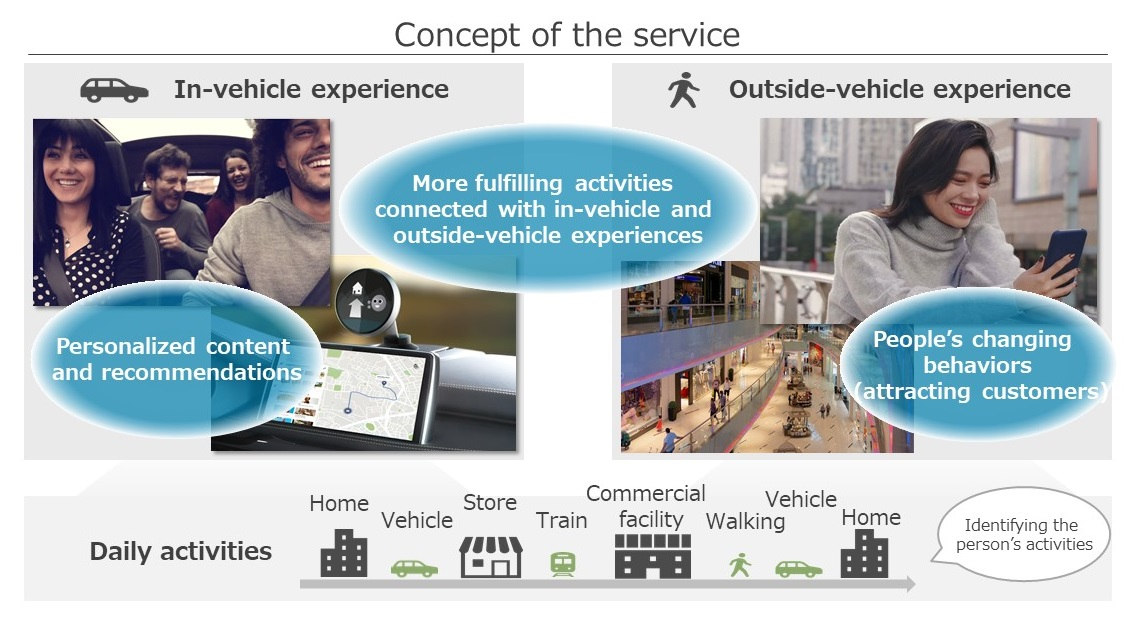 Concept of the service
In-vehicle experience
Outside-vehicle experience
More fulfilling activities
connected with in-vehicle and
outside-vehicle experiences
Personalized content
and recommendations
People’s changing
behaviors
(attracting customers)
Daily activities
Home
Vehicle
Store
Train
Commercial
facility
Walking
Vehicle
Home
Identifying the
person’s activities